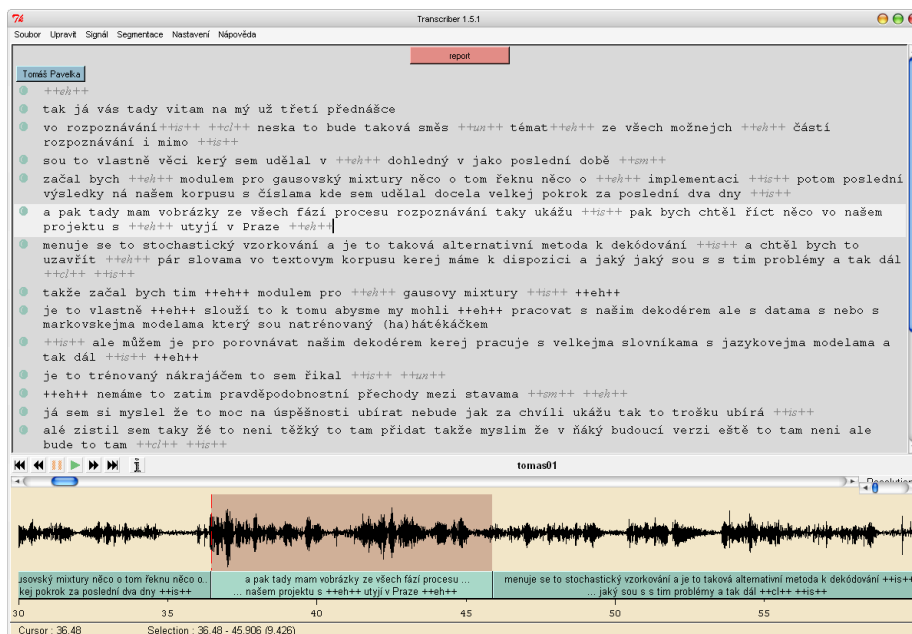 Transcriber 1.5.1
Soubor Upravit Signál Segmentace Nastavení Nápověda
report
Tomáš Pavelka
++eh++
tak já vás tady vitam na mý už třetí přednášce
vo rozpoznávání++is++ ++cl++ neska to bude taková směs ++un++ témat++eh++ ze všech možnejch ++eh++ částí
rozpoznávání i mimo ++is++
sou to vlastně věci kerý sem udělal v ++eh++ dohledný v jako poslední době ++sm++
začal bych ++eh++ modulem pro gausovský mixtury něco o tom řeknu něco o ++eh++ implementaci ++is++ potom poslední
výsledky ná našem korpusu s číslama kde sem udělal docela velkej pokrok za poslední dva dny ++is++
a pak tady mam vobrázky ze všech fází procesu rozpoznávání taky ukážu ++is++ pak bych chtěl říct něco vo našem
projektu s ++eh++ utyjí v Praze ++eh++
menuje se to stochastický vzorkování a je to taková alternativní metoda k dekódování ++is++ a chtěl bych to
uzavřít ++eh++ pár slovama vo textovym korpusu kerej máme k dispozici a jaký jaký sou s s tim problémy a tak dál
++cl++ ++is++
takže začal bych tim ++eh++ modulem pro ++eh++ gausovy mixtury ++is++ ++eh++
je to vlastně ++eh++ slouží to k tomu abysme my mohli ++eh++ pracovat s našim dekodérem ale s datama s nebo s
markovskejma modelama který sou natrénovaný (ha)hátékáčkem
++is++ ale můžem je pro porovnávat našim dekodérem kerej pracuje s velkejma slovníkama s jazykovejma modelama a
tak dál ++is++ ++eh++
je to trénovaný nákrajáčem to sem řikal ++is++ ++un++
++eh++ nemáme to zatim pravděpodobnostní přechody mezi stavama ++sm++ ++eh++
já sem si myslel že to moc na úspěšnosti ubírat nebude jak za chvíli ukážu tak to trošku ubírá ++is++
alé zistil sem taky žé to neni těžký to tam přidat takže myslim že v ňáký budoucí verzi eště to tam neni ale
bude to tam ++cl++ ++is++
tomas01
usovský mixtury něco o tom řeknu něco o..
kej pokrok za poslední dva dny ++is++
a pak tady mam vobrázky ze všech fází procesu ...
... našem projektu s ++eh++ utyjí v Praze ++eh++
menuje se to stochastický vzorkování a je to taková alternativní metoda k dekódování ++is++
... jaký sou s s tim problémy a tak dál ++cl++ ++is++
30 35 40 45 50 55
Cursor : 36.48 Selection : 36.48 - 45.906 (9.426)